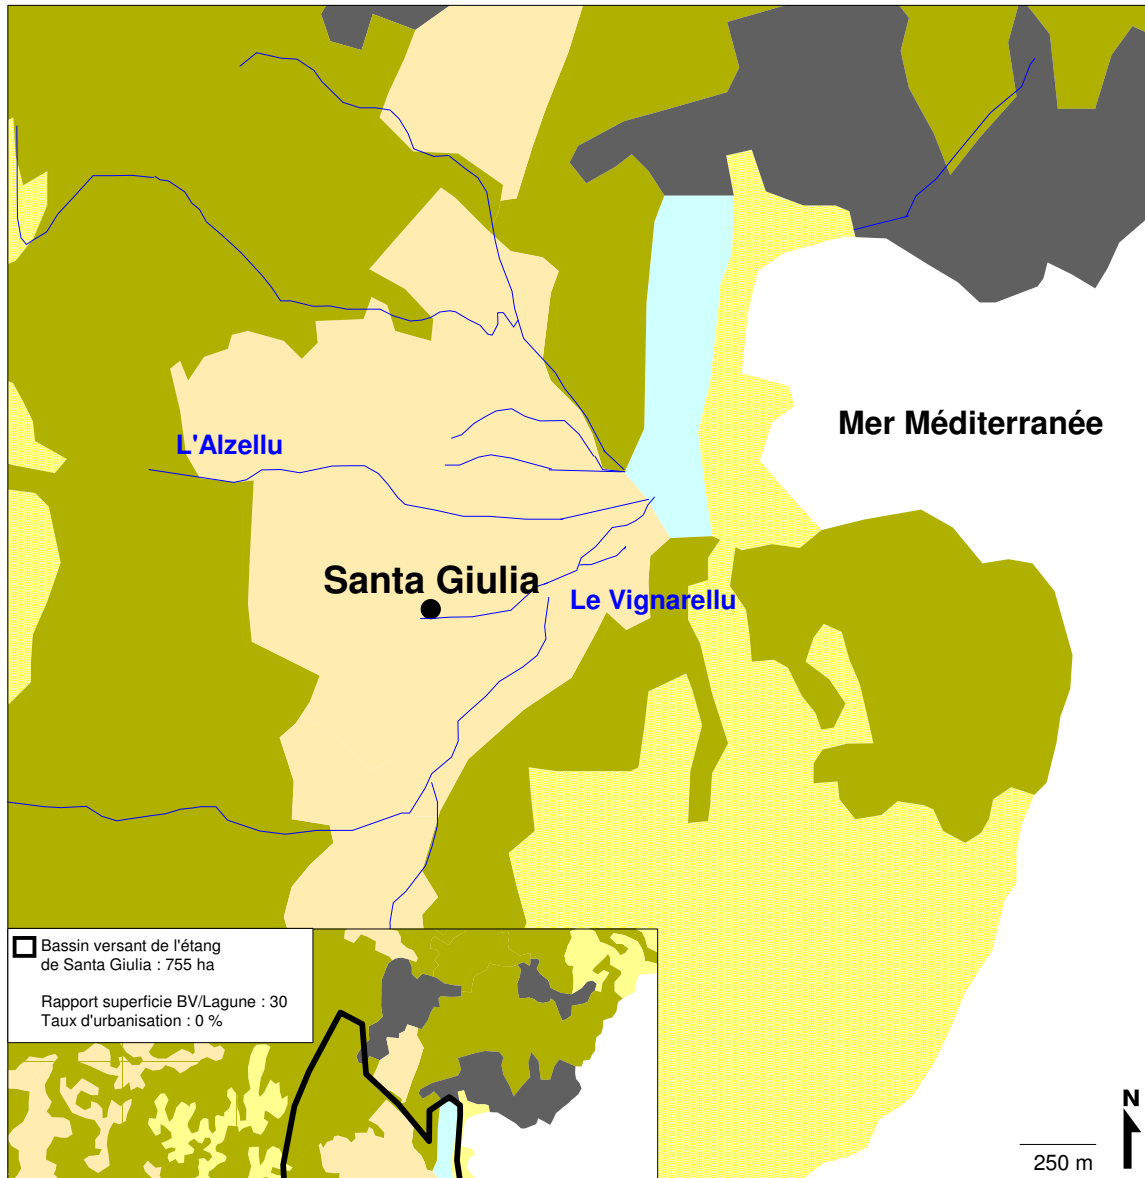 Mer Méditerranée
L'Alzellu
Santa Giulia
Le Vignarellu
Bassin versant de l'étang
de Santa Giulia : 755 ha
Rapport superficie BV/Lagune : 30
Taux d'urbanisation : 0 %
N
250 m